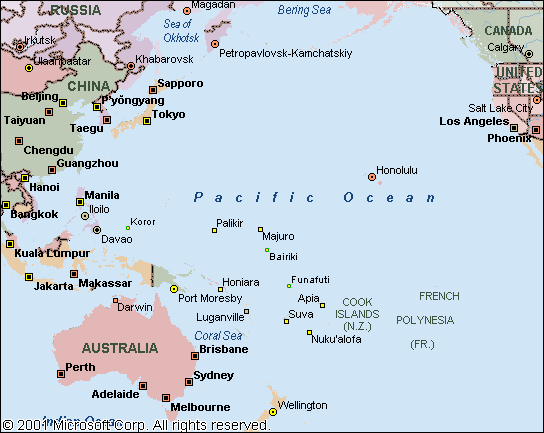 Magadan
Bering Sea
RUSSIA
Sea of
Okhotsk
CANADA
Irkutsk
Petropavlovsk-Kamchatskiy
Calgary
Ulaanbaatar
Khabarovsk
UNITED
STATES
CHINA
Sapporo
Beijing
P'yŏngyang
Salt Lake City
Taiyuan
Taegu
Tokyo
Los Angeles
Phoenix
Chengdu
Guangzhou
Honolulu
Hanoi
Manila
Pacific Ocean
Bangkok
Iloilo
Koror
Palikir
Majuro
Davao
Kuala Lumpur
Bairiki
Jakarta
Makassar
Honiara
Funafuti
Port Moresby
Apia
COOK
ISLANDS
(N.Z.)
FRENCH
POLYNESIA
(FR.)
Darwin
Luganville
Suva
Coral Sea
Nuku'alofa
AUSTRALIA
Brisbane
Perth
Sydney
Adelaide
Melbourne
Wellington
Indian Ocean
© 2001 Microsoft Corp. All rights reserved.